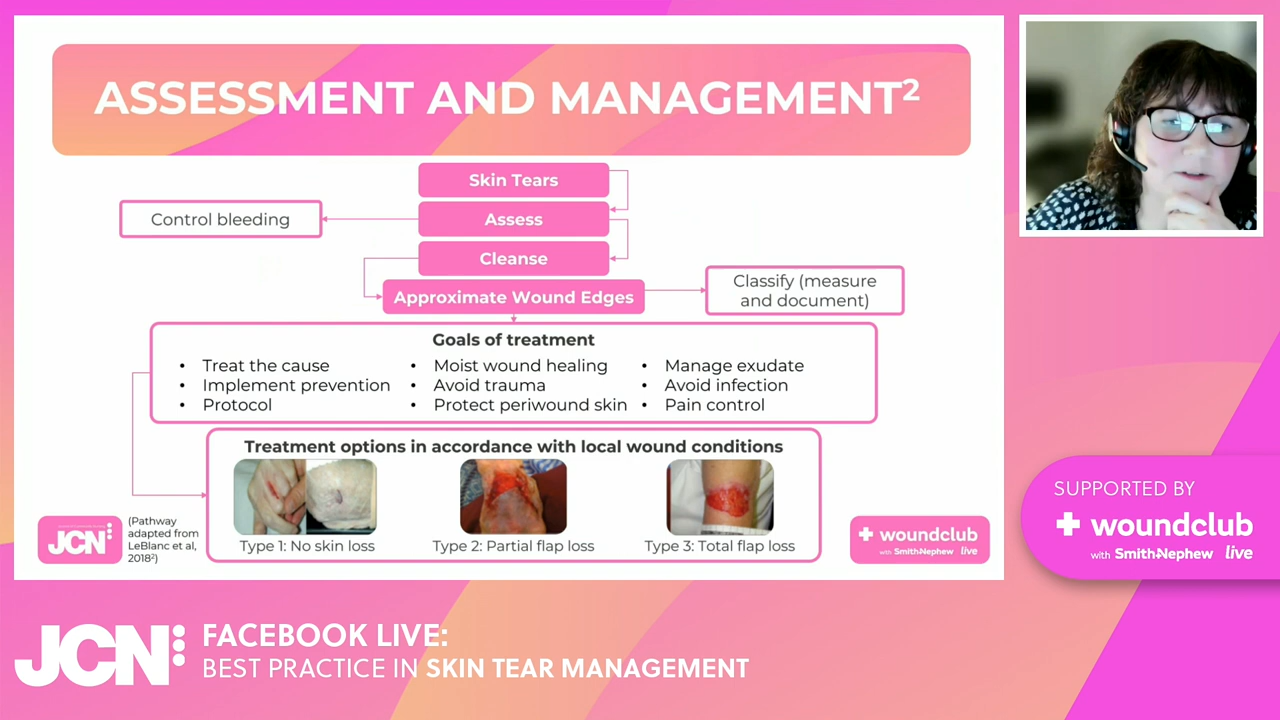 ASSESSMENT AND MANAGEMENT²
Skin Tears
Assess
Control bleeding
Cleanse
Approximate Wound Edges
Classify (measure
and document)
Goals of treatment
• Treat the cause
• Implement prevention
• Protocol
• Moist wound healing
• Avoid trauma
• Protect periwound skin
• Manage exudate
• Avoid infection
• Pain control
Treatment options in accordance with local wound conditions
Type 1: No skin loss
Type 2: Partial flap loss
Type 3: Total flap loss
JCN
(Pathway
adapted from
LeBlanc et al,
2018²)
woundclub
with Smith+Nephew live
SUPPORTED BY
woundclub
with Smith+Nephew live
JCN
FACEBOOK LIVE:
BEST PRACTICE IN SKIN TEAR MANAGEMENT